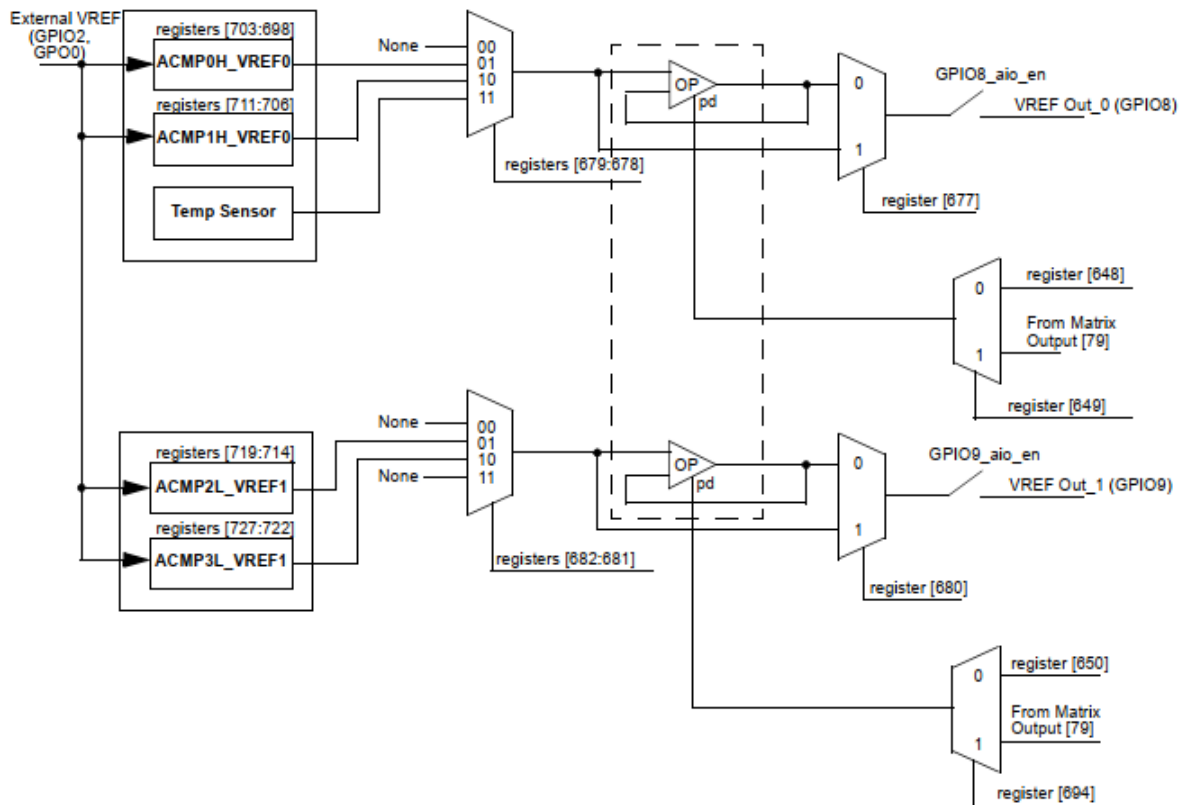 External VREF
(GPIO2,
GPO0)
registers [703:698]
ACMP0H_VREF0
registers [711:706]
ACMP1H_VREF0
Temp Sensor
None
00
01
10
11
registers [679:678]
OP
pd
0
1
register [677]
GPIO8_aio_en
VREF Out_0 (GPIO8)
0
1
register [648]
From Matrix
Output [79]
register [649]
registers [719:714]
ACMP2L_VREF1
registers [727:722]
ACMP3L_VREF1
None
None
00
01
10
11
registers [682:681]
OP
pd
0
1
register [680]
GPIO9_aio_en
VREF Out_1 (GPIO9)
0
1
register [650]
From Matrix
Output [79]
register [694]